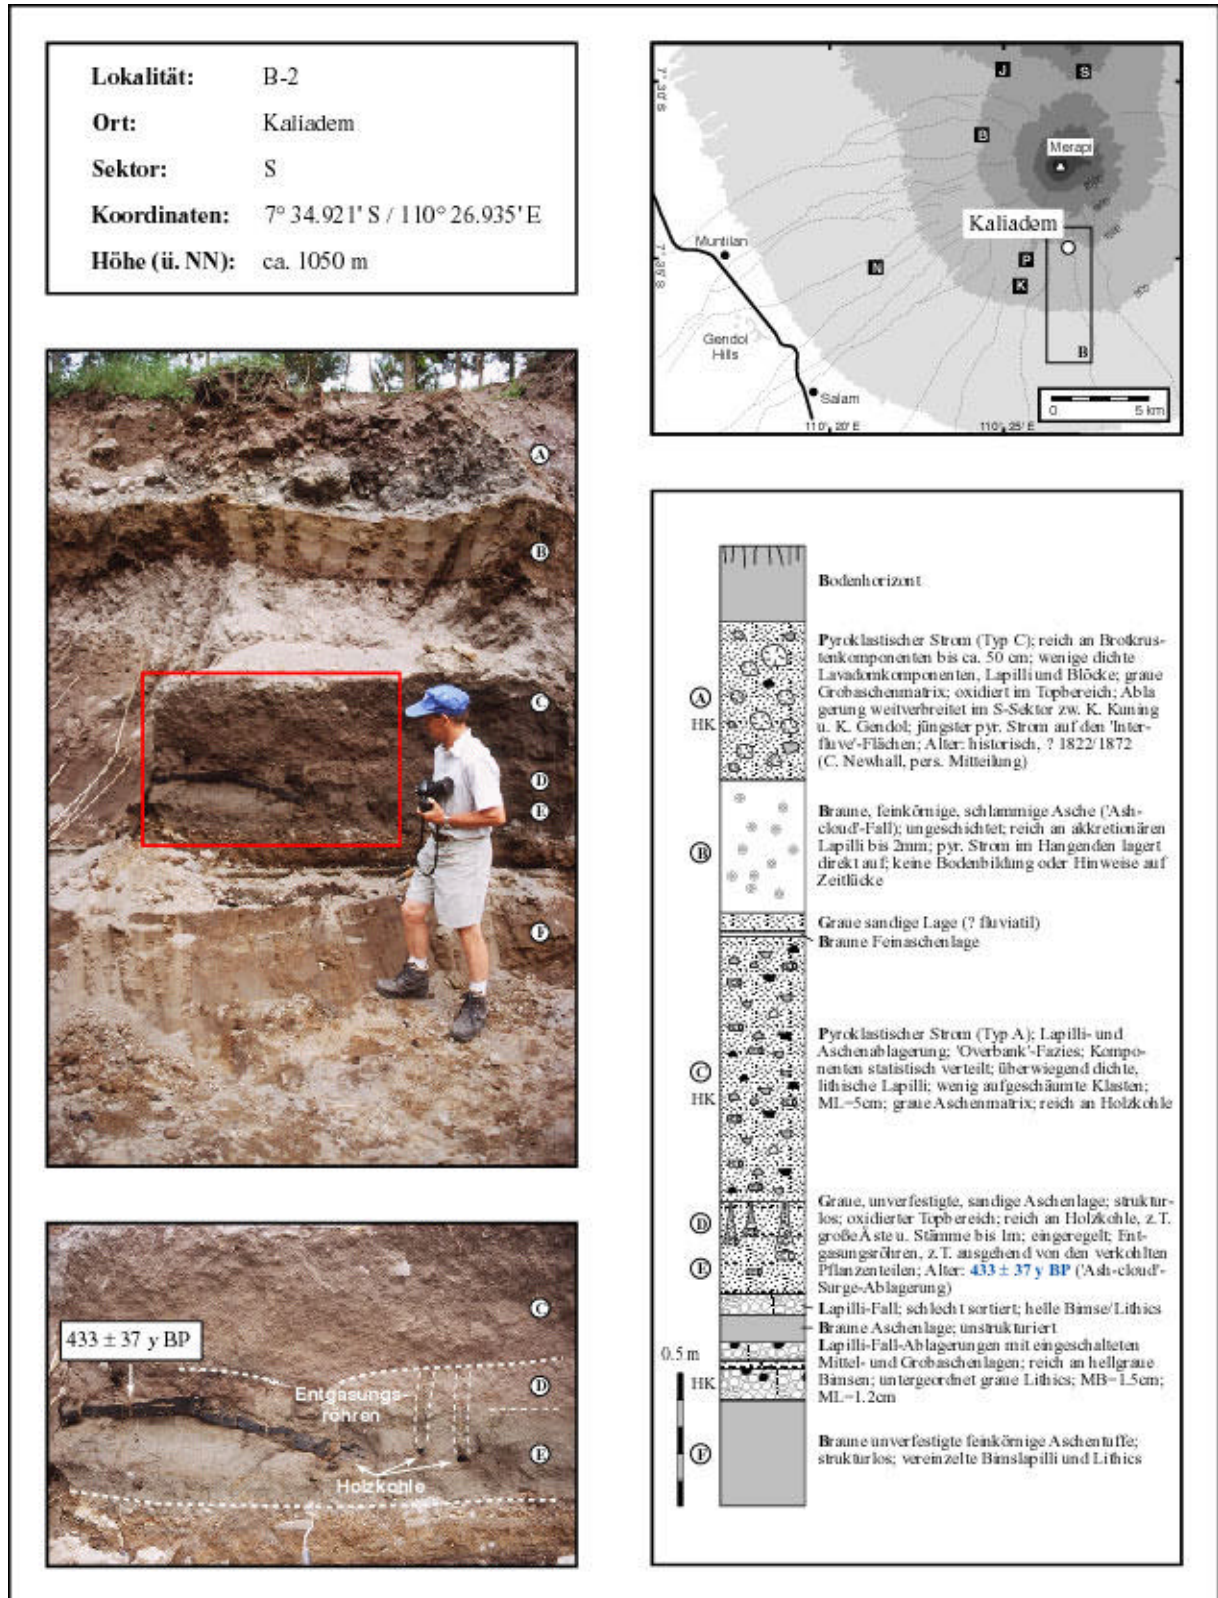 Lokalität: B-2
Ort: Kaliadem
Sektor: S
Koordinaten: 7° 34.921' S / 110° 26.935' E
Höhe (ü. NN): ca. 1050 m
J
S
7° 30' S
B
Merapi
Kaliadem
Muntilan
7° 35' S
N
P
K
Gendol
Hills
B
Salam
0 5 km
110° 20' E
110° 25' E
A
B
C
D
E
F
Bodenhorizont
Pyroklastischer Strom (Typ C); reich an Brotkrus-
tenkomponenten bis ca. 50 cm; wenige dichte
Lavadomkomponenten, Lapilli und Blöcke; graue
Grobaschenmatrix; oxidiert im Topbereich; Abla
gerung weitverbreitet im S-Sektor zw. K. Kuning
u. K. Gendol; jüngster pyr. Strom auf den 'Inter-
fluve'-Flächen; Alter: historisch, ? 1822/1872
(C. Newhall, pers. Mitteilung)
A
HK
Braune, feinkörnige, schlammige Asche ('Ash-
cloud'-Fall); ungeschichtet; reich an akkretionären
Lapilli bis 2mm; pyr. Strom im Hangenden lagert
direkt auf; keine Bodenbildung oder Hinweise auf
Zeitlücke
B
Graue sandige Lage (? fluviatil)
Braune Feinaschenlage
Pyroklastischer Strom (Typ A); Lapilli- und
Aschenablagerung; 'Overbank'-Fazies; Kompo-
nenten statistisch verteilt; überwiegend dichte,
lithische Lapilli; wenig aufgeschäumte Klasten;
ML=5cm; graue Aschenmatrix; reich an Holzkohle
C
HK
Graue, unverfestigte, sandige Aschenlage; struktur-
los; oxidierter Topbereich; reich an Holzkohle, z.T.
große Äste u. Stämme bis 1m; eingeregelt; Ent-
gasungsröhren, z.T. ausgehend von den verkohlten
Pflanzenteilen; Alter: 433 ± 37 y BP ('Ash-cloud'-
Surge-Ablagerung)
D
E
Lapilli-Fall; schlecht sortiert; helle Bimse/Lithics
Braune Aschenlage; unstrukturiert
Lapilli-Fall-Ablagerungen mit eingeschalteten
Mittel- und Grobaschenlagen; reich an hellgraue
Bimsen; untergeordnet graue Lithics; MB=1.5cm;
ML=1.2cm
0.5 m
HK
Braune unverfestigte feinkörnige Aschentuffe;
strukturlos; vereinzelte Bimslapilli und Lithics
F
433 ± 37 y BP
C
Entgasungs-
röhren
D
E
Holzkohle